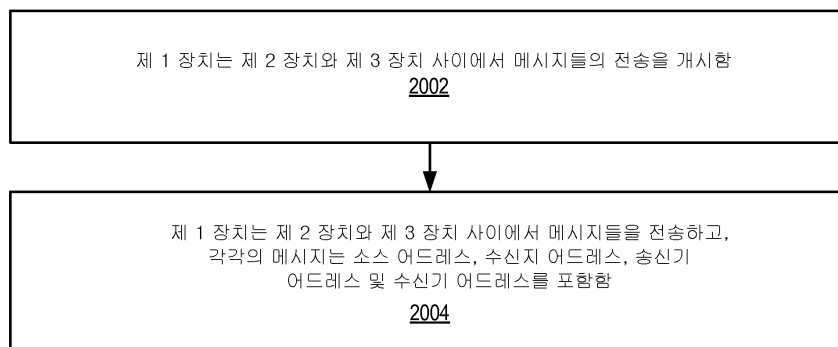 제 1 장치는 제 2 장치와 제 3 장치 사이에서 메시지들의 전송을 개시함
2002
제 1 장치는 제 2 장치와 제 3 장치 사이에서 메시지들을 전송하고,
각각의 메시지는 소스 어드레스, 수신지 어드레스, 송신기
어드레스 및 수신기 어드레스를 포함함
2004